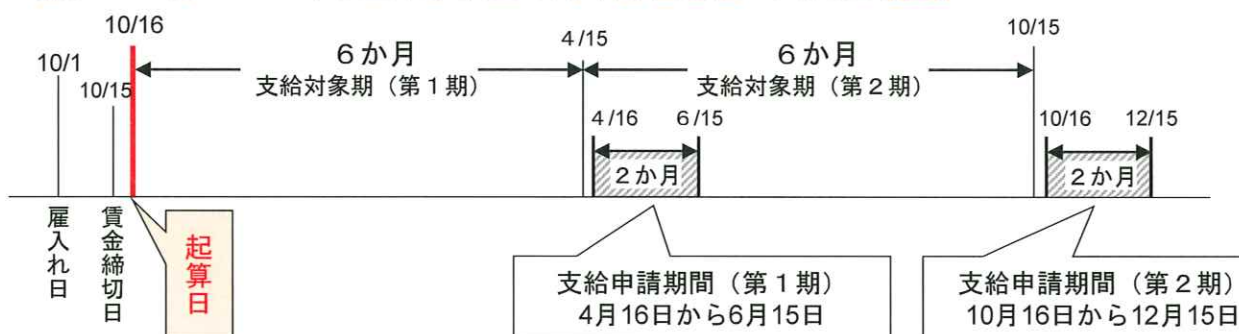 10/16
4/15
10/15
10/1
6か月
6か月
10/15
支給対象期（第1期）
支給対象期（第2期）
4/16
6/15
10/16
12/15
2か月
2か月
雇入れ日
賃金締切日
起算日
支給申請期間（第1期）
4月16日から6月15日
支給申請期間（第2期）
10月16日から12月15日